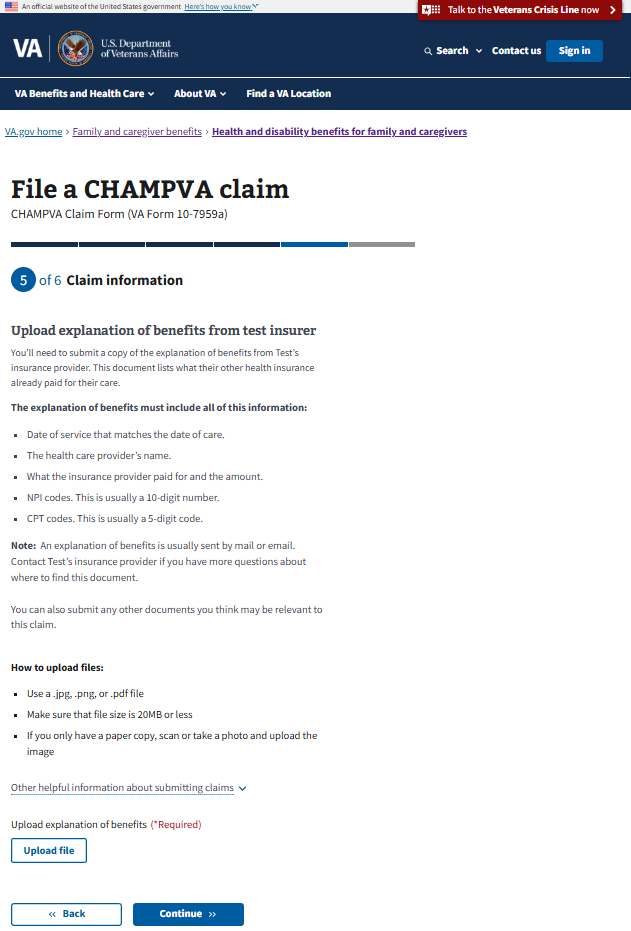 An official website of the United States government Here's how you know
Talk to the Veterans Crisis Line now
VA
U.S. Department
of Veterans Affairs
Search
Contact us
Sign in
VA Benefits and Health Care
About VA
Find a VA Location
VA.gov home › Family and caregiver benefits › Health and disability benefits for family and caregivers
File a CHAMPVA claim
CHAMPVA Claim Form (VA Form 10-7959a)
5 of 6 Claim information
Upload explanation of benefits from test insurer
You'll need to submit a copy of the explanation of benefits from Test's
insurance provider. This document lists what their other health insurance
already paid for their care.
The explanation of benefits must include all of this information:
Date of service that matches the date of care.
The health care provider's name.
What the insurance provider paid for and the amount.
NPI codes. This is usually a 10-digit number.
CPT codes. This is usually a 5-digit code.
Note: An explanation of benefits is usually sent by mail or email.
Contact Test's insurance provider if you have more questions about
where to find this document.
You can also submit any other documents you think may be relevant to
this claim.
How to upload files:
Use a .jpg, .png, or .pdf file
Make sure that file size is 20MB or less
If you only have a paper copy, scan or take a photo and upload the
image
Other helpful information about submitting claims
Upload explanation of benefits (*Required)
Upload file
« Back
Continue »